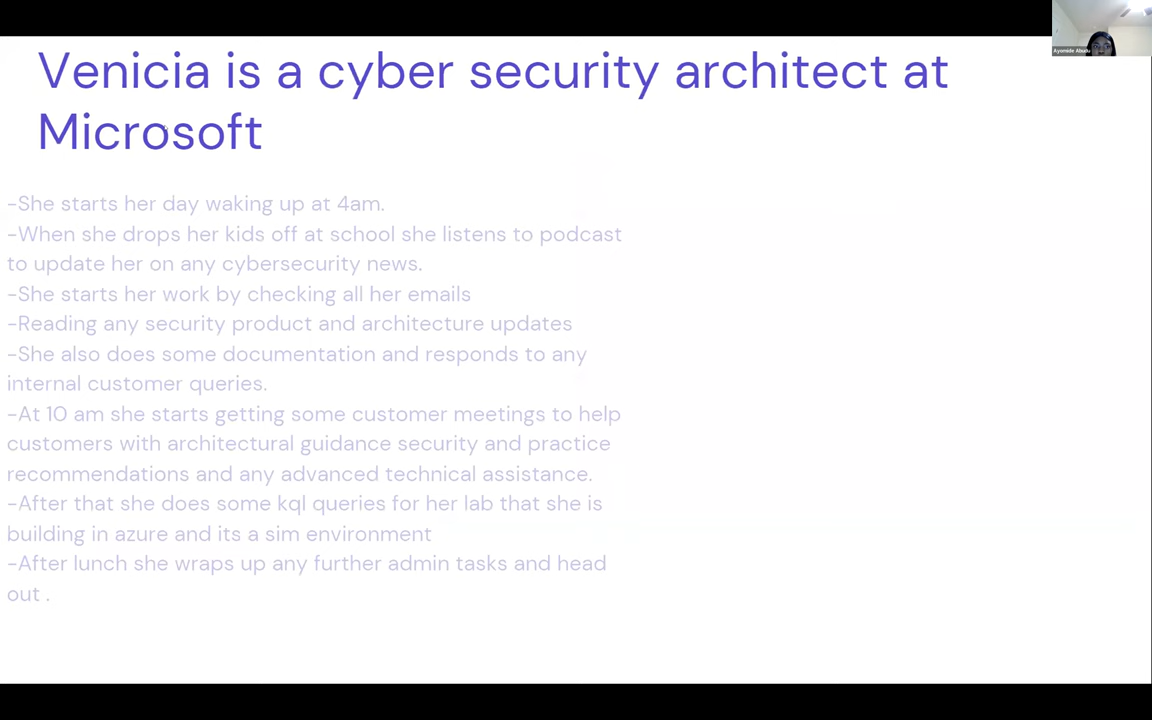 Ayomide Abudu
Venicia is a cyber security architect at
Microsoft
-She starts her day waking up at 4am.
-When she drops her kids off at school she listens to podcast
to update her on any cybersecurity news.
-She starts her work by checking all her emails
-Reading any security product and architecture updates
-She also does some documentation and responds to any
internal customer queries.
-At 10 am she starts getting some customer meetings to help
customers with architectural guidance security and practice
recommendations and any advanced technical assistance.
-After that she does some kql queries for her lab that she is
building in azure and its a sim environment
-After lunch she wraps up any further admin tasks and head
out .